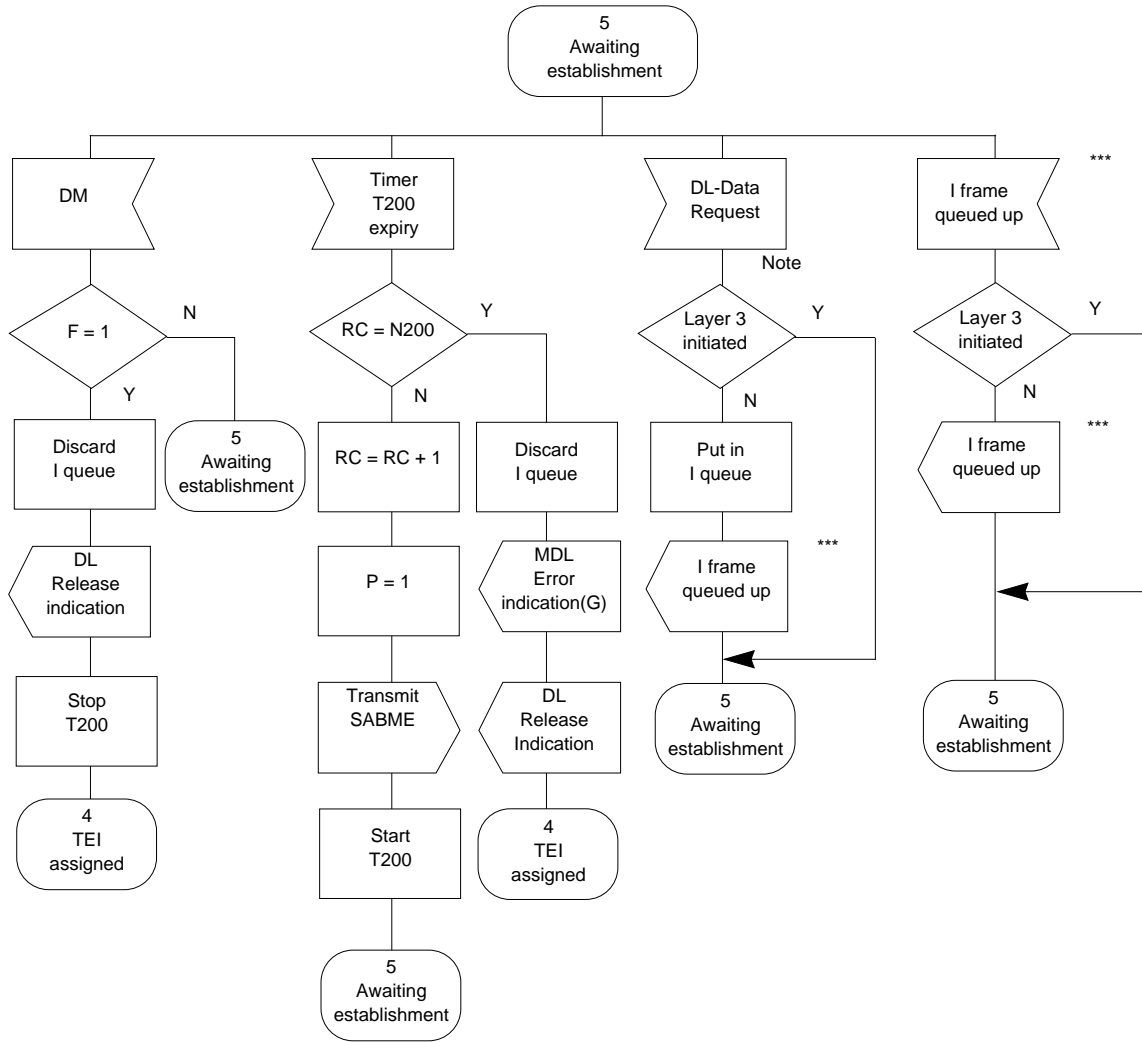 5
Awaiting
establishment
DM
F = 1
N
Y
Discard
I queue
5
Awaiting
establishment
DL
Release
indication
Stop
T200
4
TEI
assigned
Timer
T200
expiry
RC = N200
Y
N
RC = RC + 1
P = 1
Transmit
SABME
Start
T200
5
Awaiting
establishment
Discard
I queue
MDL
Error
indication(G)
DL
Release
Indication
4
TEI
assigned
DL-Data
Request
Note
Layer 3
initiated
Y
N
Put in
I queue
***
I frame
queued up
5
Awaiting
establishment
***
I frame
queued up
Layer 3
initiated
Y
N
***
I frame
queued up
5
Awaiting
establishment